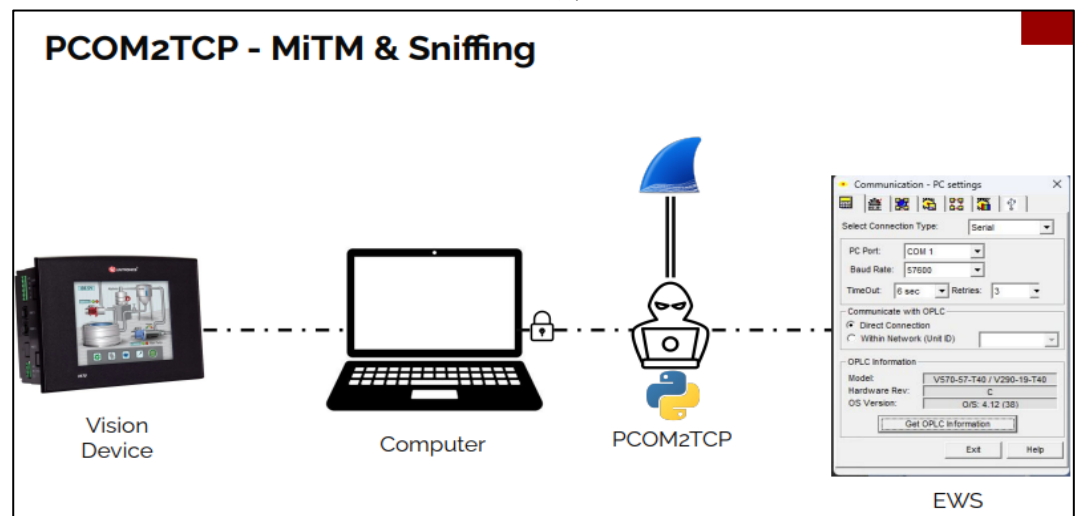 PCOM2TCP - MiTM & Sniffing
Communication - PC settings
Select Connection Type: Serial
PC Port: COM 1
Baud Rate: 57600
TimeOut: 6 sec Retries: 3
Communicate with OPLC
Direct Connection
Within Network (Unit ID)
OPLC Information
Model: V570-57-T40 / V290-19-T40
Hardware Rev: C
OS Version: O/S: 4.12 (38)
Get OPLC Information
Exit Help
Vision
Device
Computer
PCOM2TCP
EWS